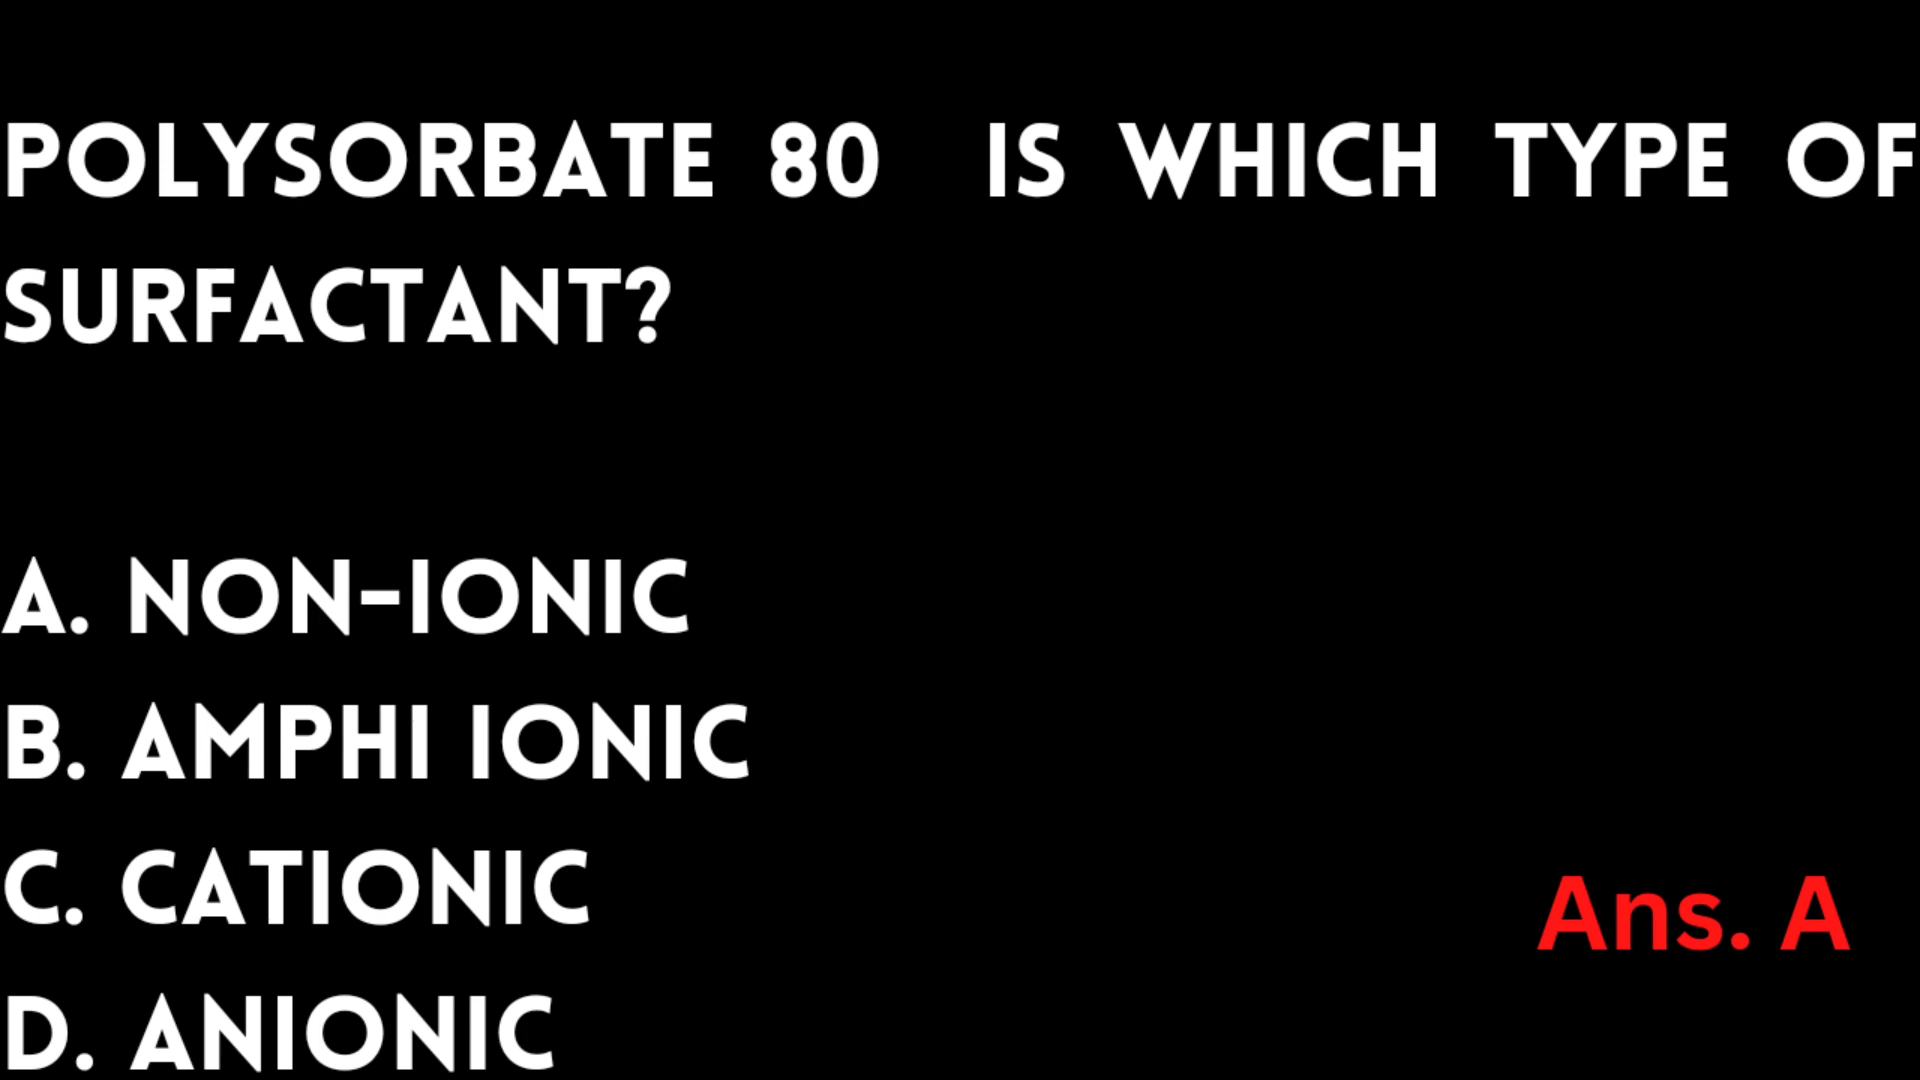 POLYSORBATE 80 IS WHICH TYPE OF
SURFACTANT?
A. NON-IONIC
B. AMPHI IONIC
C. CATIONIC
Ans. A
D. ANIONIC